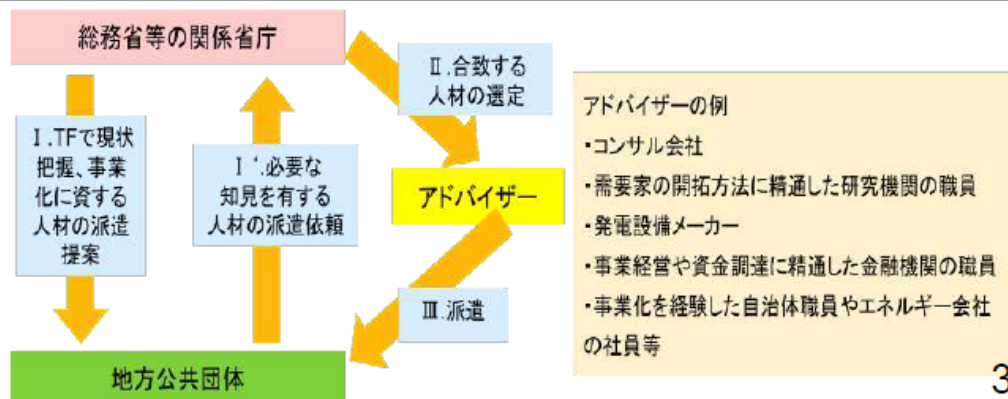 総務省等の関係省庁
Ⅱ.合致する
人材の選定
Ⅰ.TFで現状
把握、事業
化に資する
人材の派遣
提案
Ⅰ‘.必要な
知見を有する
人材の派遣依頼
アドバイザー
Ⅲ.派遣
地方公共団体
アドバイザーの例
・コンサル会社
・需要家の開拓方法に精通した研究機関の職員
・発電設備メーカー
・事業経営や資金調達に精通した金融機関の職員
・事業化を経験した自治体職員やエネルギー会社
の社員等
3